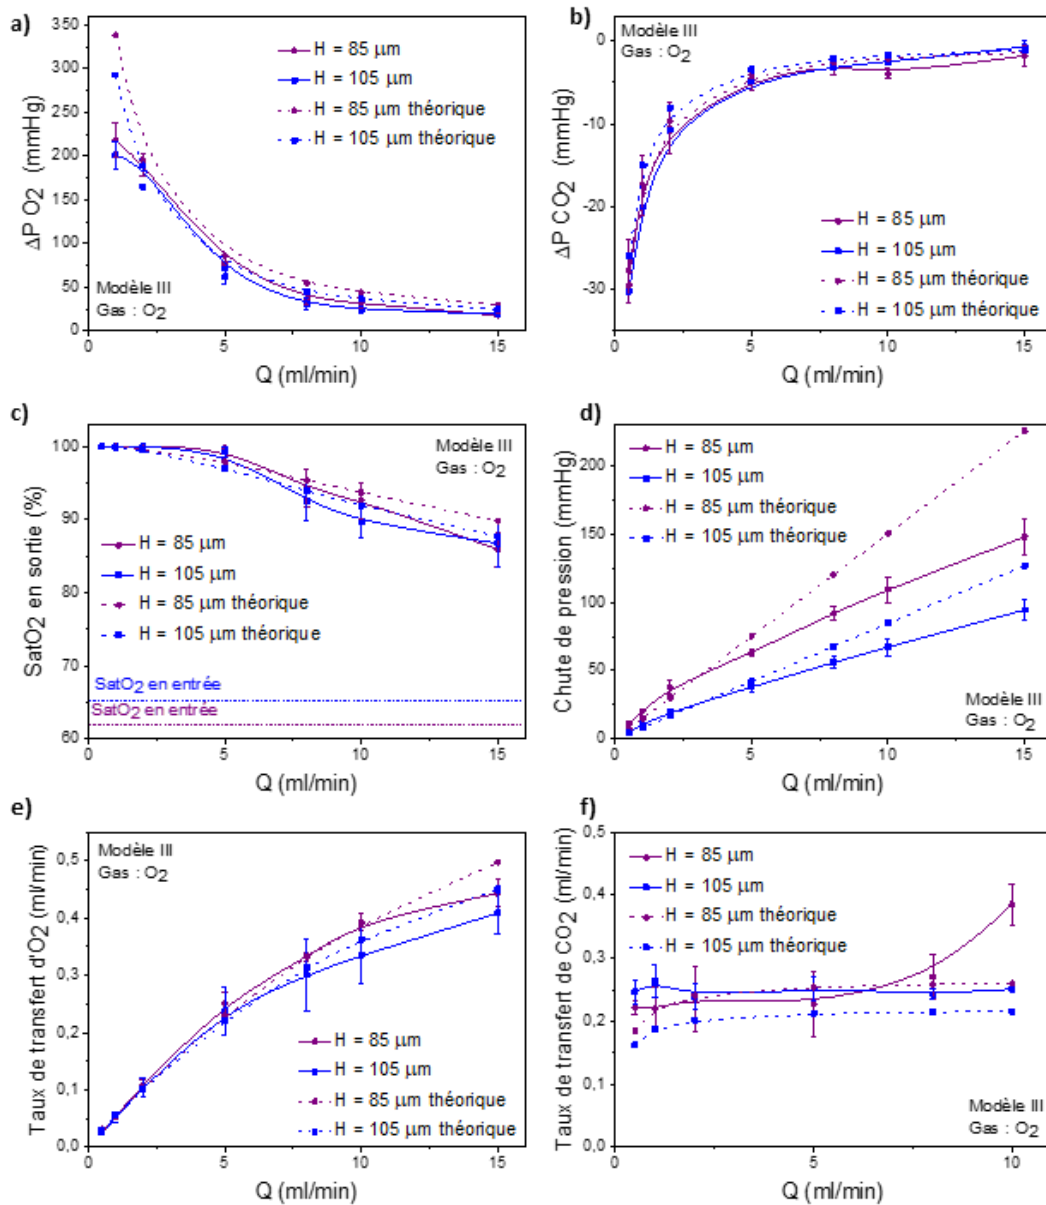 a)
350
300
250
200
150
100
50
0
ΔP O2 (mmHg)
H = 85 µm
H = 105 µm
H = 85 µm théorique
H = 105 µm théorique
Modèle III
Gas : O2
0 5 10 15
Q (ml/min)
b)
Modèle III
Gas : O2
0
-10
-20
-30
ΔP CO2 (mmHg)
H = 85 µm
H = 105 µm
H = 85 µm théorique
H = 105 µm théorique
0 5 10 15
Q (ml/min)
c)
100
90
80
65
60
SatO2 en sortie (%)
Modèle III
Gas : O2
H = 85 µm
H = 105 µm
H = 85 µm théorique
H = 105 µm théorique
SatO2 en entrée
SatO2 en entrée
0 5 10 15
Q (ml/min)
d)
200
150
100
50
0
Chute de pression (mmHg)
H = 85 µm
H = 105 µm
H = 85 µm théorique
H = 105 µm théorique
Modèle III
Gas : O2
0 5 10 15
Q (ml/min)
e)
0,5
0,4
0,3
0,2
0,1
0,0
Taux de transfert d'O2 (ml/min)
Modèle III
Gas : O2
H = 85 µm
H = 105 µm
H = 85 µm théorique
H = 105 µm théorique
0 5 10 15
Q (ml/min)
f)
0,5
0,4
0,3
0,2
0,1
0,0
Taux de transfert de CO2 (ml/min)
H = 85 µm
H = 105 µm
H = 85 µm théorique
H = 105 µm théorique
Modèle III
Gas : O2
0 5 10
Q (ml/min)